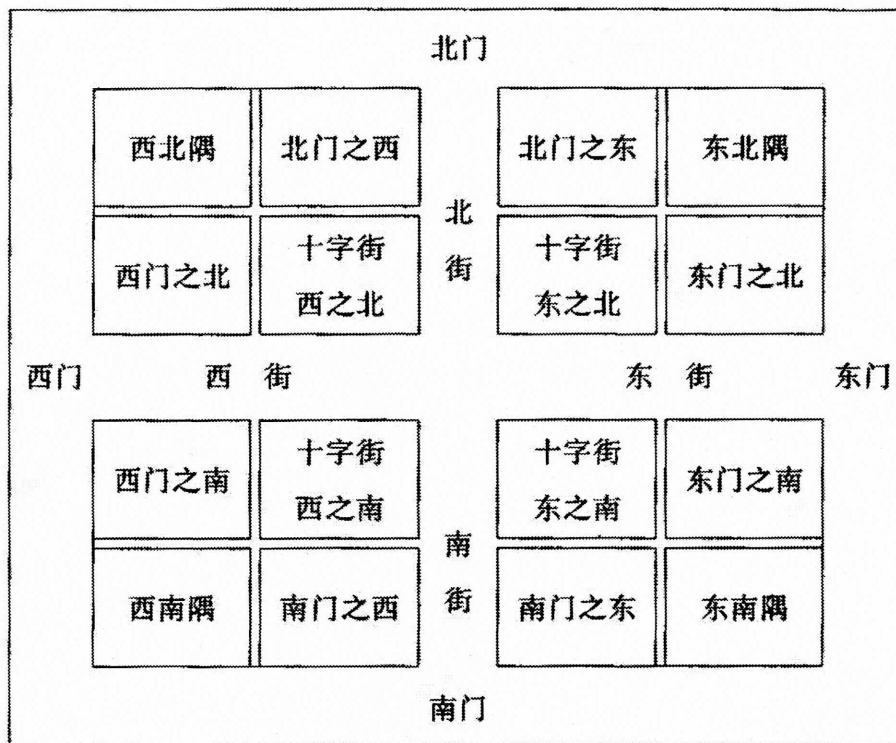 北门
西北隅 北门之西 北门之东 东北隅
北
街
西门之北 十字街 十字街 东门之北
西之北 东之北
西门 西 街 东 街 东门
西门之南 十字街 十字街 东门之南
西之南 东之南
南
街
西南隅 南门之西 南门之东 东南隅
南门